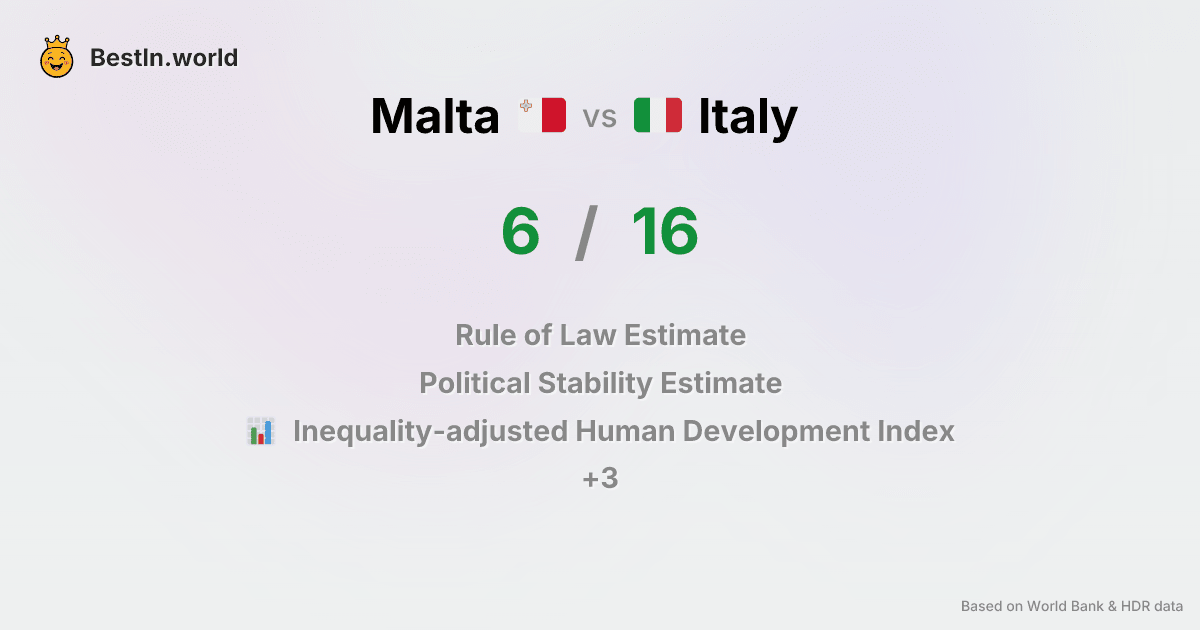 BestIn.world
Malta vs Italy
6 / 16
Rule of Law Estimate
Political Stability Estimate
Inequality-adjusted Human Development Index
+3
Based on World Bank & HDR data